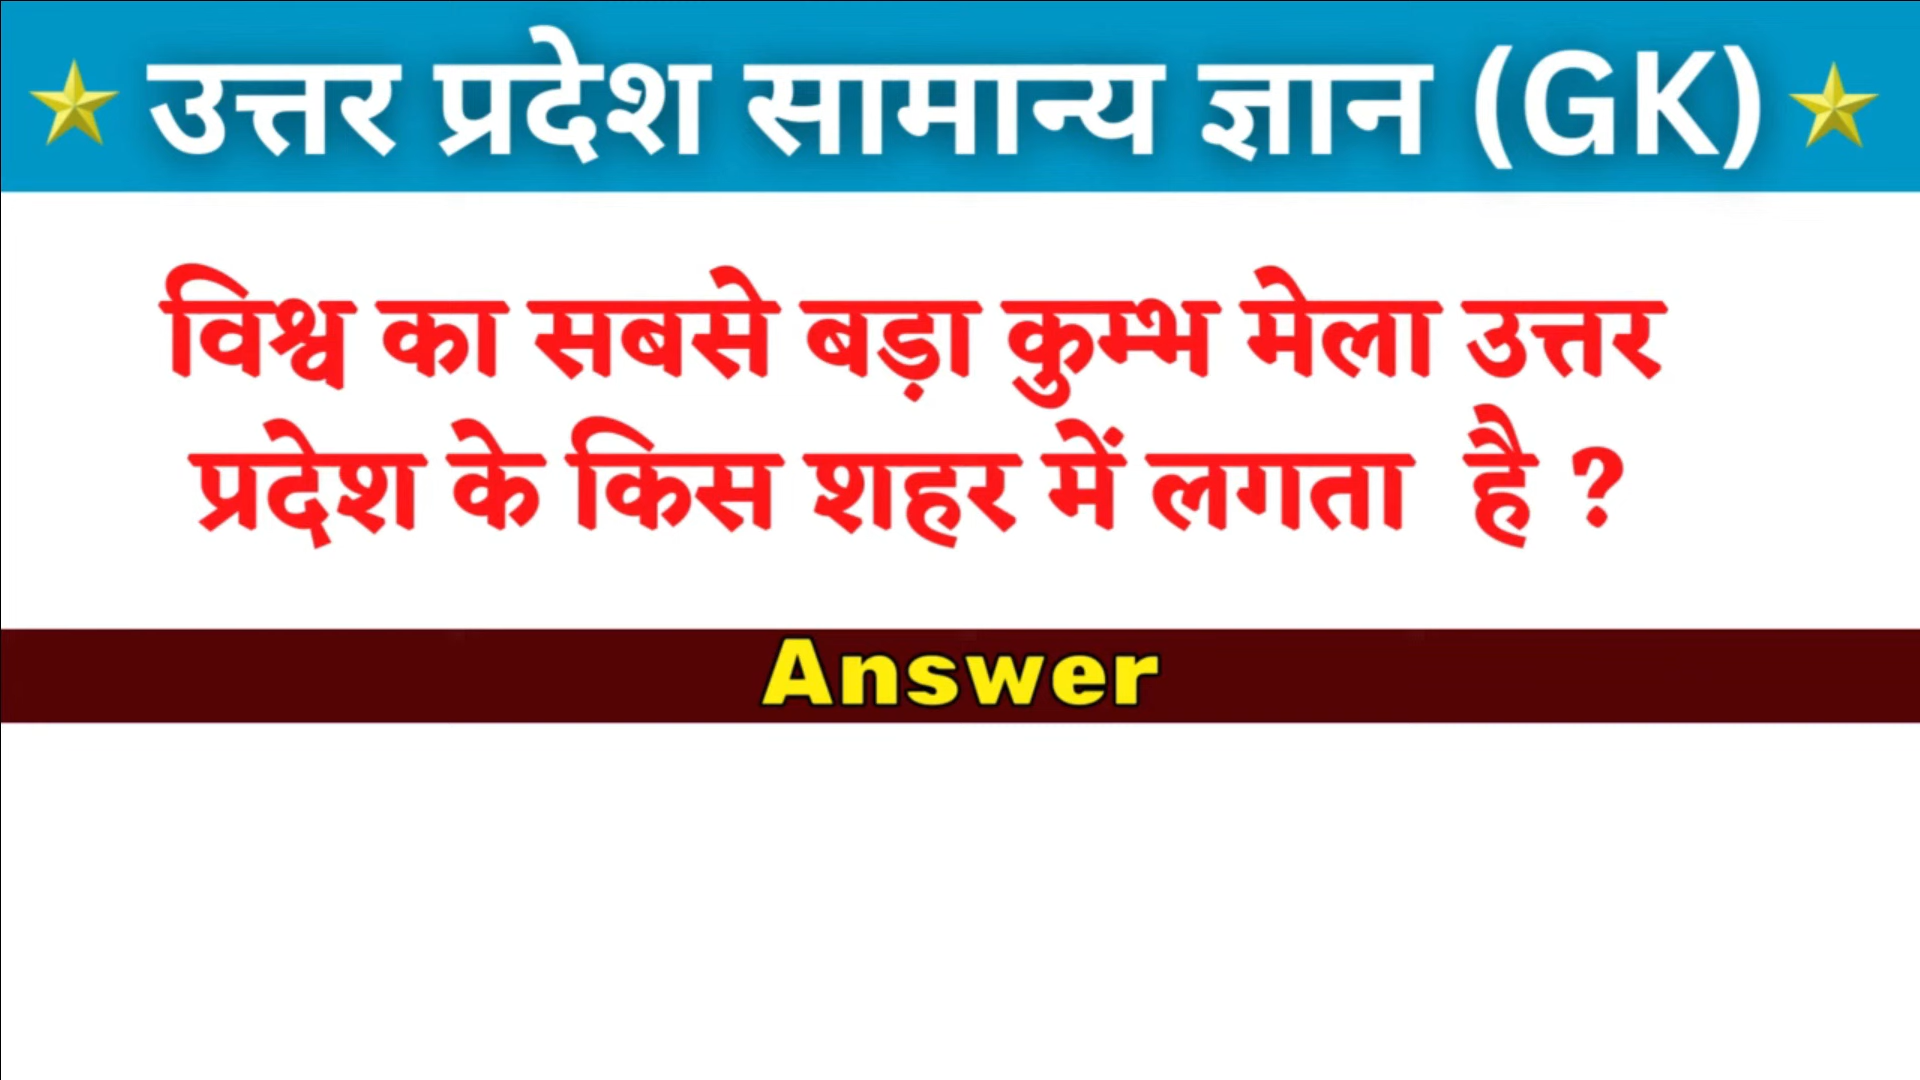 उत्तर प्रदेश सामान्य ज्ञान (GK)
विश्व का सबसे बड़ा कुम्भ मेला उत्तर
प्रदेश के किस शहर में लगता है ?
Answer